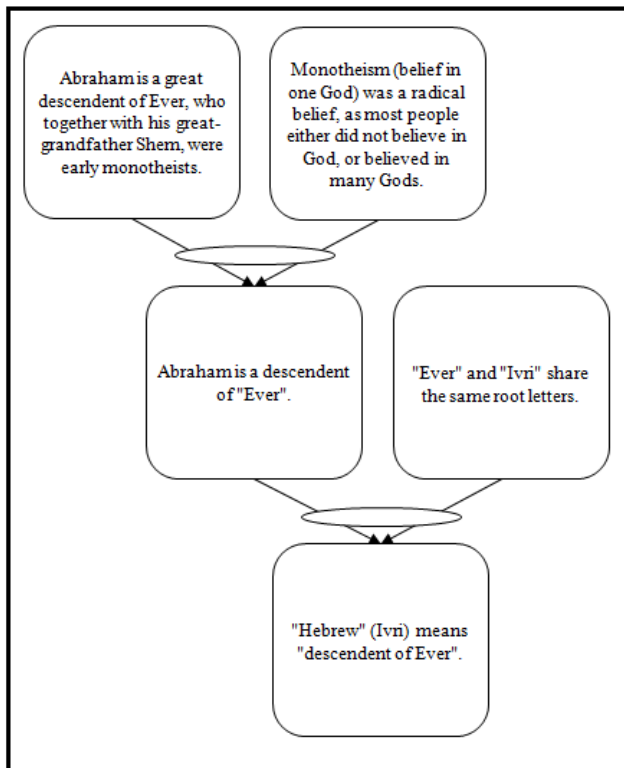 Abraham is a great
descendent of Ever, who
together with his great-
grandfather Shem, were
early monotheists.
Monotheism (belief in
one God) was a radical
belief, as most people
either did not believe in
God, or believed in
many Gods.
Abraham is a descendent
of "Ever".
"Ever" and "Ivri" share
the same root letters.
"Hebrew" (Ivri) means
"descendent of Ever".